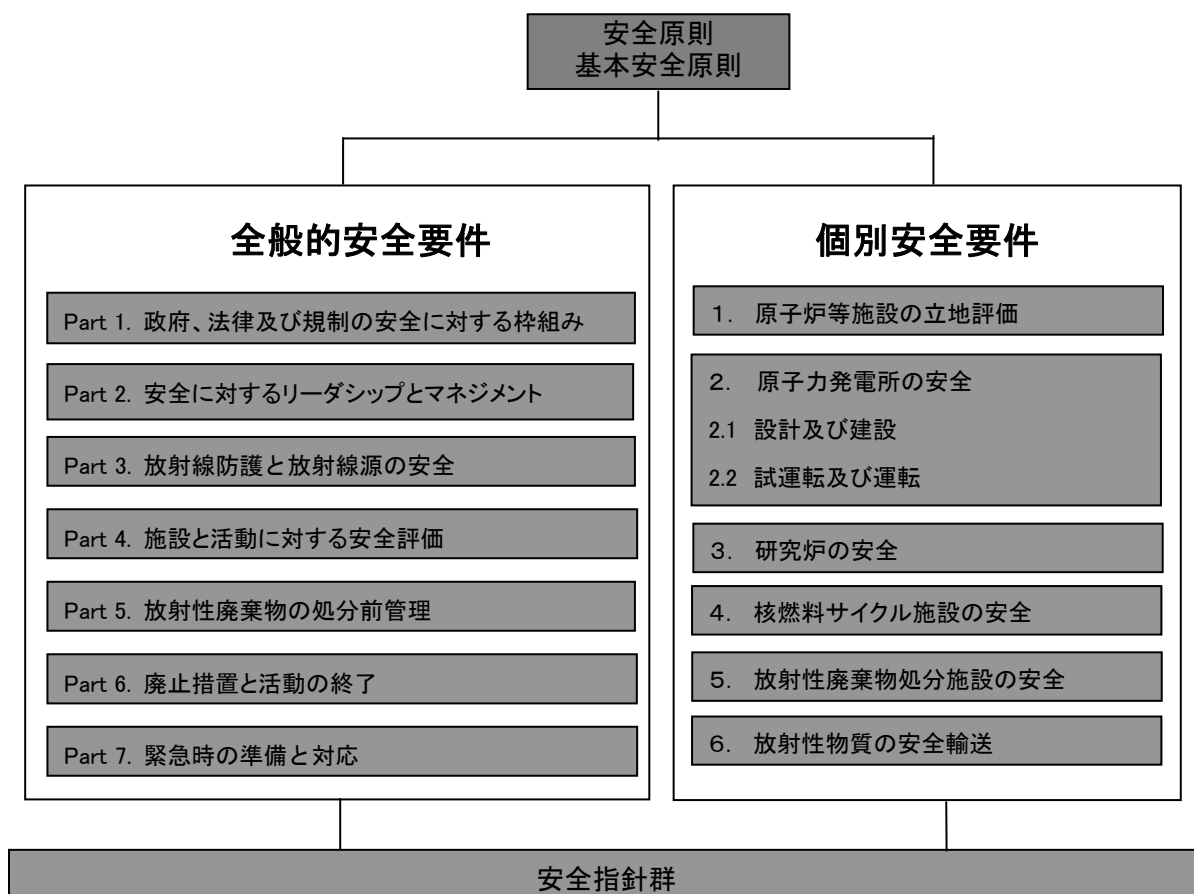 安全原則
基本安全原則
全般的安全要件
Part 1. 政府、法律及び規制の安全に対する枠組み
Part 2. 安全に対するリーダシップとマネジメント
Part 3. 放射線防護と放射線源の安全
Part 4. 施設と活動に対する安全評価
Part 5. 放射性廃棄物の処分前管理
Part 6. 廃止措置と活動の終了
Part 7. 緊急時の準備と対応
個別安全要件
１． 原子炉等施設の立地評価
２． 原子力発電所の安全
2.1 設計及び建設
2.2 試運転及び運転
３． 研究炉の安全
４． 核燃料サイクル施設の安全
５． 放射性廃棄物処分施設の安全
６． 放射性物質の安全輸送
安全指針群